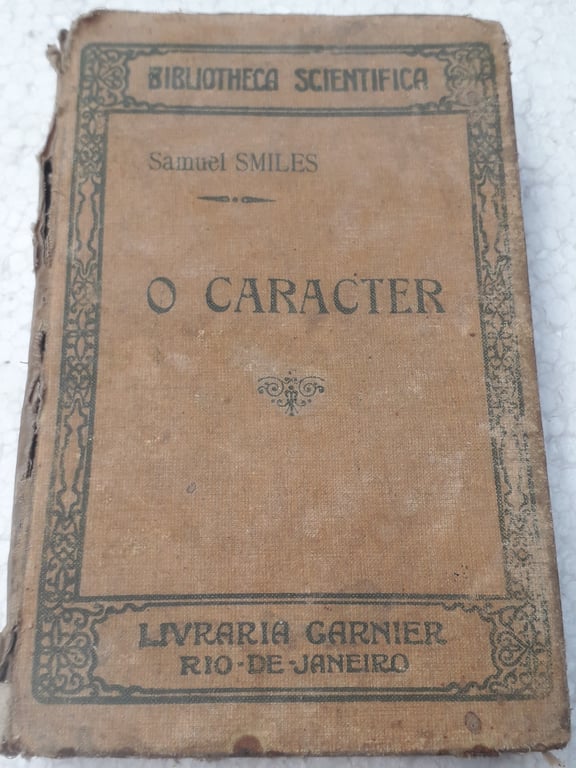 BIBLIOTHECA SCIENTIFICA
Samuel SMILES
O CARACTER
LIVRARIA GARNIER
RIO-DE-JANEIRO